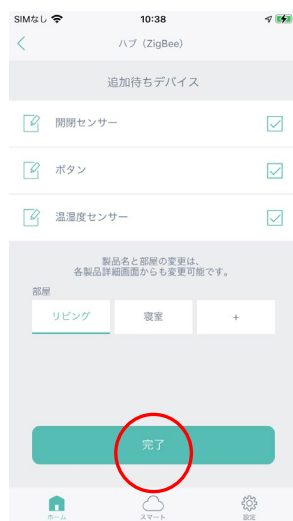 SIMなし 10:38
ハブ（ZigBee）
追加待ちデバイス
開閉センサー
ボタン
温湿度センサー
製品名と部屋の変更は、
各製品詳細画面からも変更可能です。
部屋
リビング 寝室 +
完了
ホーム スマート 設定